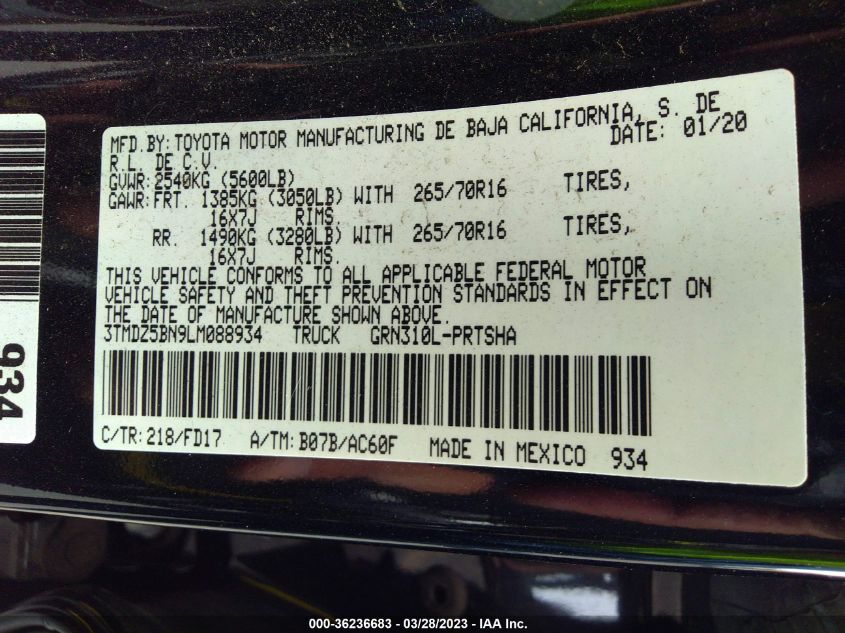 MFD.BY: TOYOTA MOTOR MANUFACTURING DE BAJA CALIFORNIA, S. DE
R.L. DE C.V. DATE: 01/20
GVWR: 2540KG (5600LB)
GAWR: FRT. 1385KG (3050LB) WITH 265/70R16 TIRES,
16X7J RIMS.
RR. 1490KG (3280LB) WITH 265/70R16 TIRES,
16X7J RIMS.
THIS VEHICLE CONFORMS TO ALL APPLICABLE FEDERAL MOTOR
VEHICLE SAFETY AND THEFT PREVENTION STANDARDS IN EFFECT ON
THE DATE OF MANUFACTURE SHOWN ABOVE.
3TMDZ5BN9LM088934 TRUCK GRN310L-PRTSHA
C/TR: 218/FD17 A/TM: B07B/AC60F MADE IN MEXICO 934
934
000-36236683 / 03/28/2023 — IAA Inc.